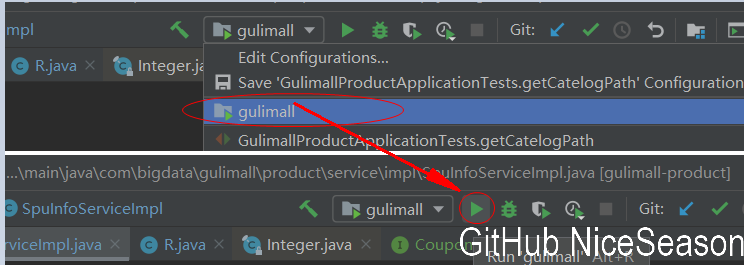 mpl gulimall Git:
R.java Integer.java Edit Configurations...
Save 'GulimallProductApplicationTests.getCatelogPath' Configuration
gulimall
GulimallProductApplicationTests.getCatelogPath
...\main\java\com\bigdata\gulimall\product\service\impl\SpuInfoServiceImpl.java [gulimall-product]
SpuInfoServiceImpl gulimall Git:
rviceImpl.java R.java Integer.java Coupon
GitHub NiceSeason
Run 'gulimall' Alt+R